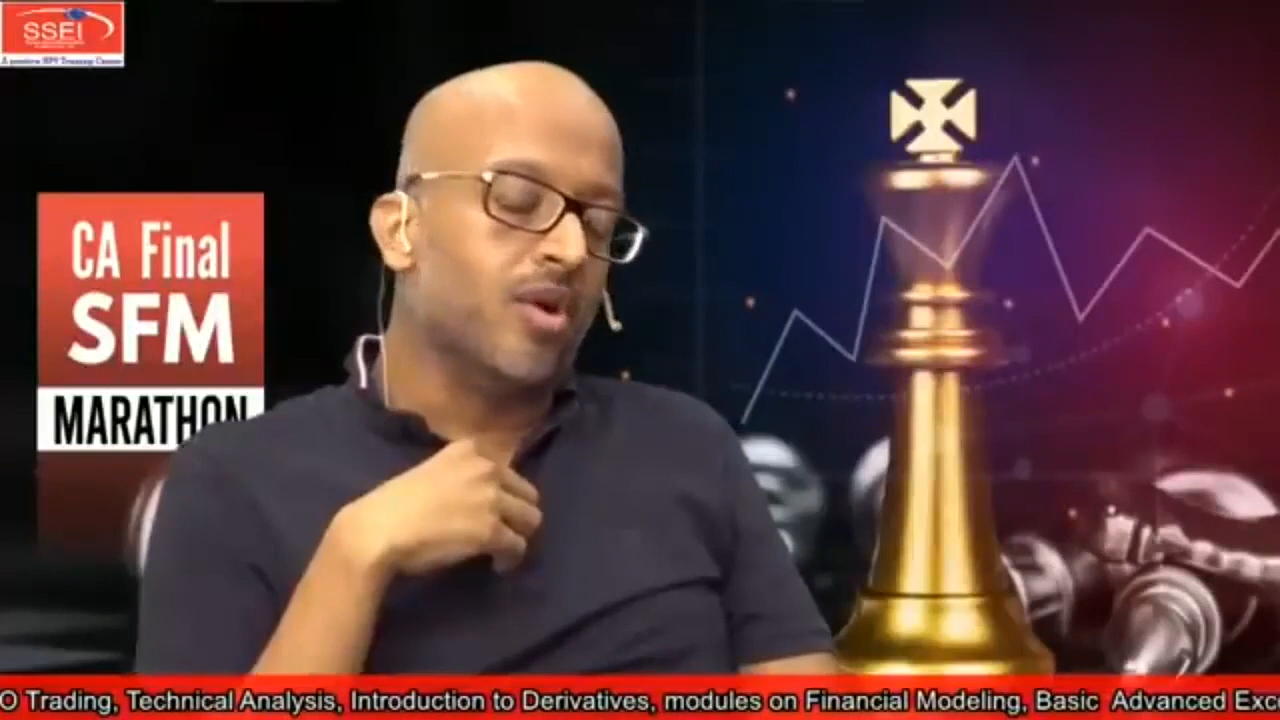 SSEI
CA Final
SFM
MARATHON
O Trading, Technical Analysis, Introduction to Derivatives, modules on Financial Modeling, Basic Advanced Exc